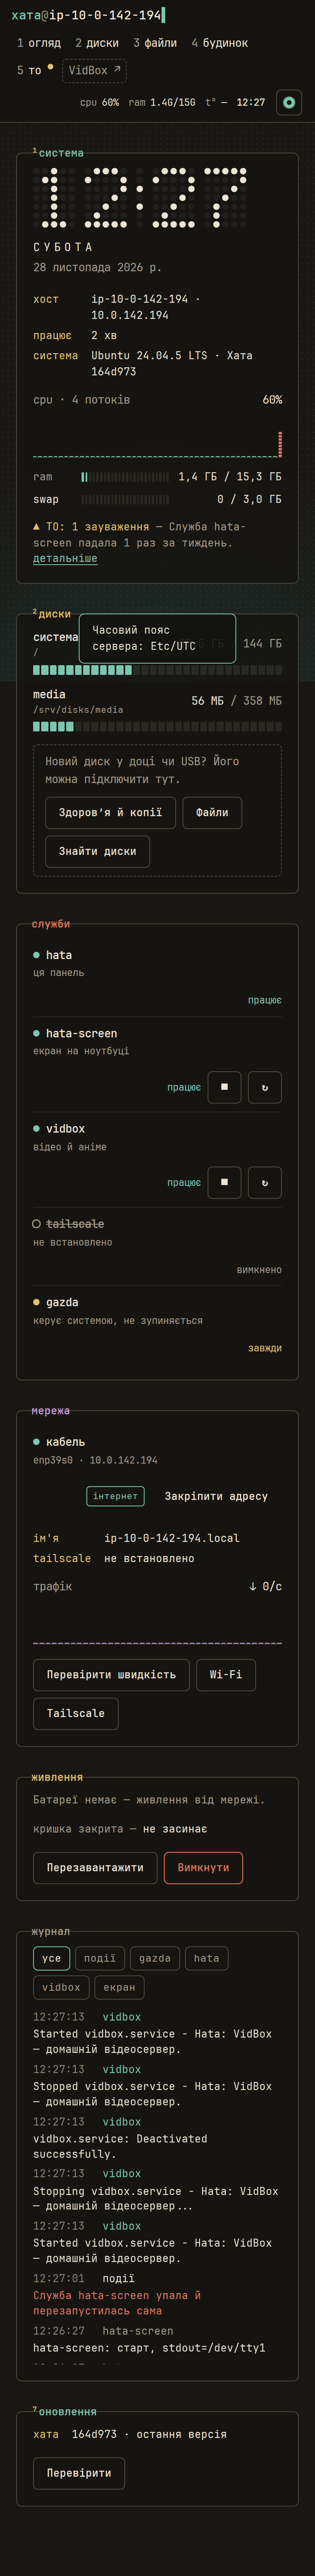 хата@ip-10-0-142-194
1 огляд 2 диски 3 файли 4 будинок
5 то VidBox ↗
cpu 60% ram 1.4G/15G t° — 12:27
1 система
12:27
СУБОТА
28 листопада 2026 р.
хост ip-10-0-142-194 ·
10.0.142.194
працює 2 хв
система Ubuntu 24.04.5 LTS · Хата
164d973
cpu · 4 потоків 60%
ram 1,4 ГБ / 15,3 ГБ
swap 0 / 3,0 ГБ
▲ ТО: 1 зауваження — Служба hata-
screen падала 1 раз за тиждень.
детальніше
2 диски
система 144 ГБ
/
Часовий пояс
сервера: Etc/UTC
media 56 МБ / 358 МБ
/srv/disks/media
Новий диск у доці чи USB? Його
можна підключити тут.
Здоров’я й копії Файли
Знайти диски
служби
hata
ця панель
працює
hata-screen
екран на ноутбуці
працює ■ ↻
vidbox
відео й аніме
працює ■ ↻
tailscale
не встановлено
вимкнено
gazda
керує системою, не зупиняється
завжди
мережа
кабель
enp39s0 · 10.0.142.194
інтернет Закріпити адресу
ім'я ip-10-0-142-194.local
tailscale не встановлено
трафік ↓ 0/с
Перевірити швидкість Wi-Fi
Tailscale
живлення
Батареї немає — живлення від мережі.
кришка закрита — не засинає
Перезавантажити Вимкнути
журнал
усе події gazda hata
vidbox екран
12:27:13 vidbox
Started vidbox.service - Hata: VidBox
— домашній відеосервер.
12:27:13 vidbox
Stopped vidbox.service - Hata: VidBox
— домашній відеосервер.
12:27:13 vidbox
vidbox.service: Deactivated
successfully.
12:27:13 vidbox
Stopping vidbox.service - Hata: VidBox
— домашній відеосервер...
12:27:13 vidbox
Started vidbox.service - Hata: VidBox
— домашній відеосервер.
12:27:01 події
Служба hata-screen упала й
перезапустилась сама
12:26:27 hata-screen
hata-screen: старт, stdout=/dev/tty1
7 оновлення
хата 164d973 · остання версія
Перевірити